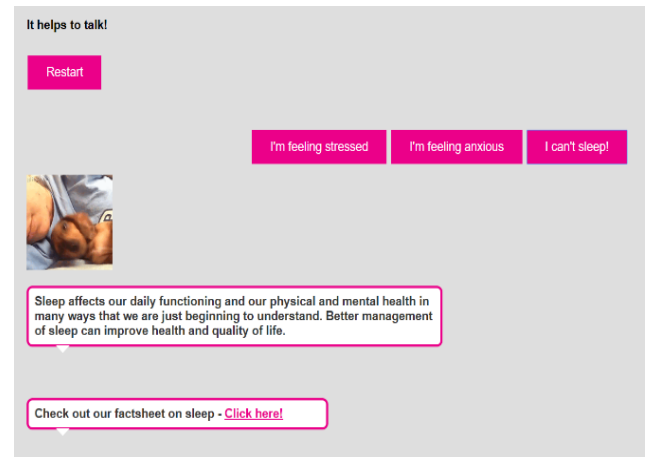 It helps to talk!
Restart
I'm feeling stressed
I'm feeling anxious
I can't sleep!
Sleep affects our daily functioning and our physical and mental health in
many ways that we are just beginning to understand. Better management
of sleep can improve health and quality of life.
Check out our factsheet on sleep - Click here!